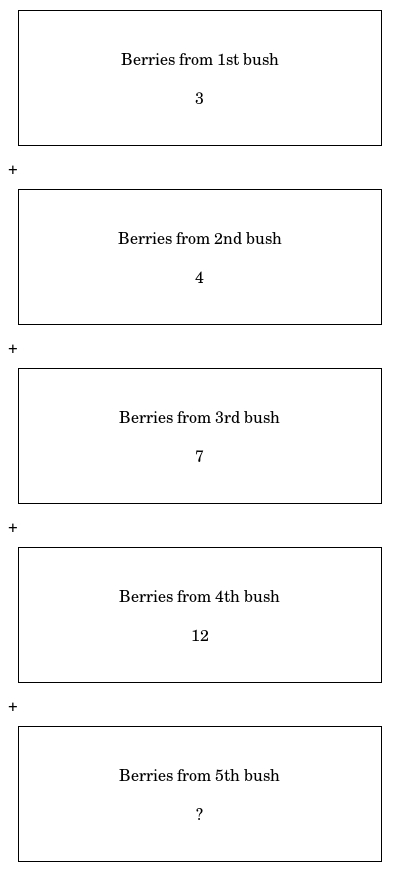 Berries from 1st bush
3
+
Berries from 2nd bush
4
+
Berries from 3rd bush
7
+
Berries from 4th bush
12
+
Berries from 5th bush
?